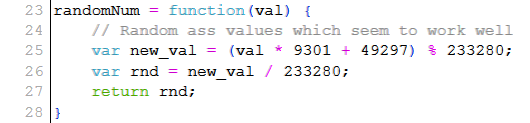 23 randomNum = function(val) {
24     // Random ass values which seem to work well
25     var new_val = (val * 9301 + 49297) % 233280;
26     var rnd = new_val / 233280;
27     return rnd;
28 }